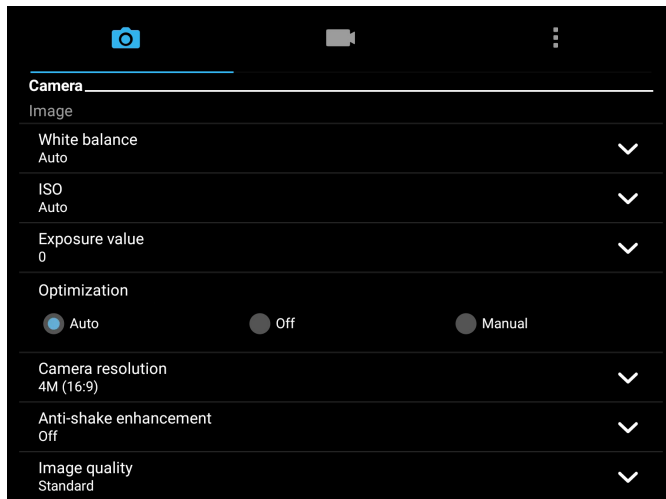 Camera
Image
White balance
Auto
ISO
Auto
Exposure value
0
Optimization
Auto Off Manual
Camera resolution
4M (16:9)
Anti-shake enhancement
Off
Image quality
Standard